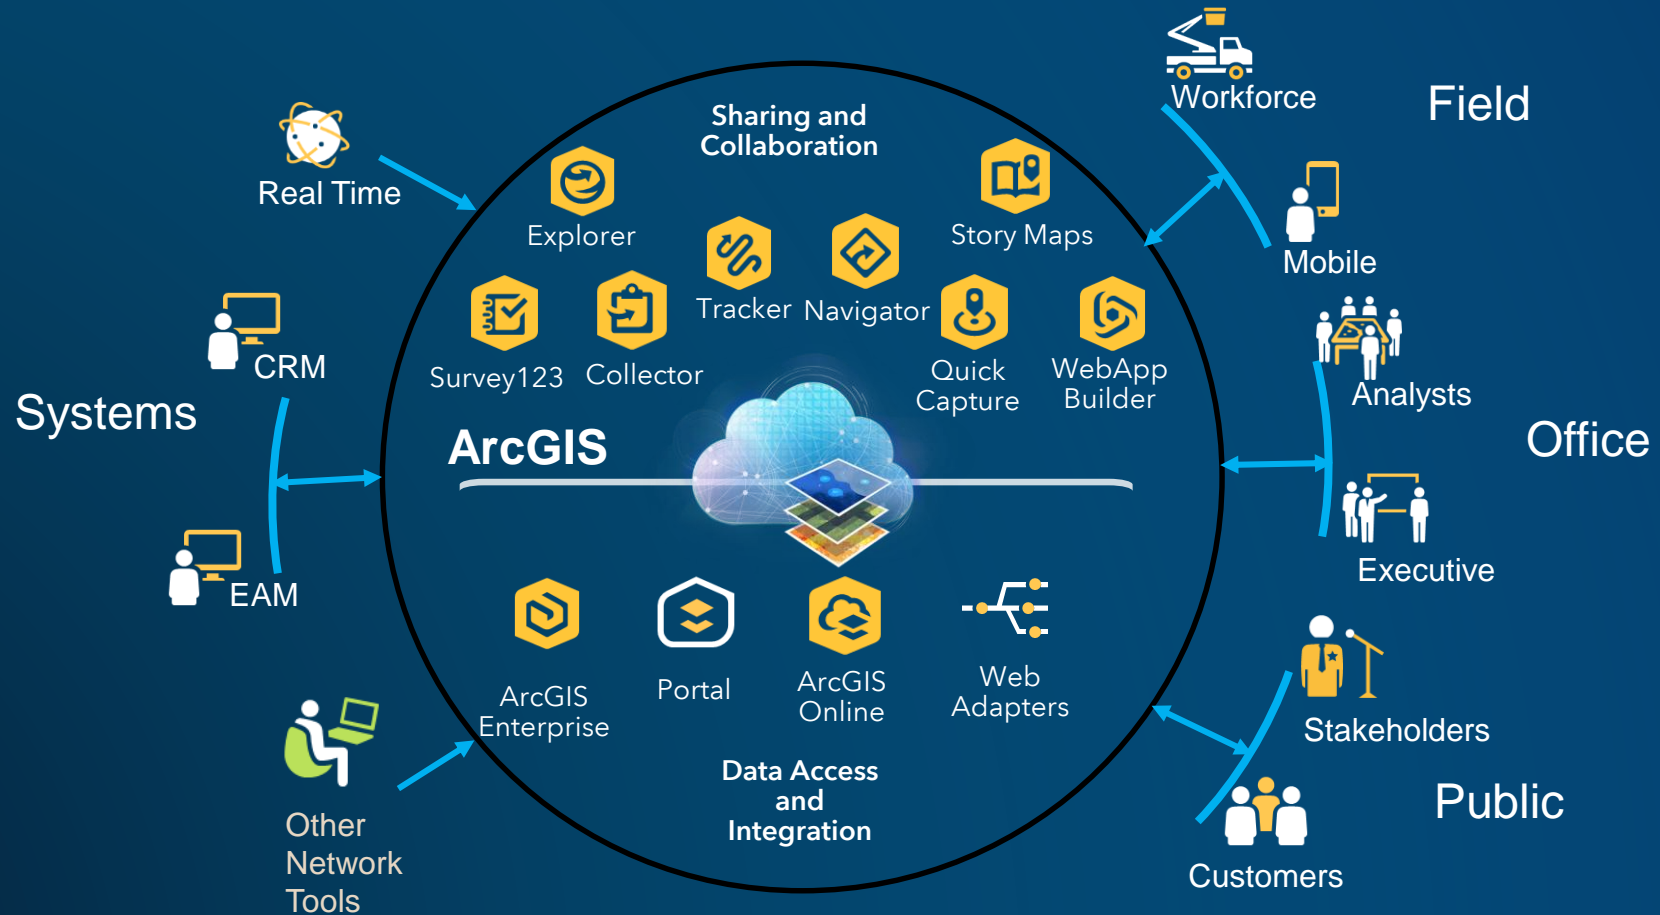 Workforce
Field
Sharing and
Collaboration
Real Time
Explorer
Story Maps
Mobile
Tracker
Navigator
CRM
Survey123
Collector
Quick
Capture
WebApp
Builder
Analysts
Systems
ArcGIS
Office
EAM
Executive
ArcGIS
Enterprise
Portal
ArcGIS
Online
Web
Adapters
Stakeholders
Data Access
and
Integration
Public
Other
Network
Tools
Customers